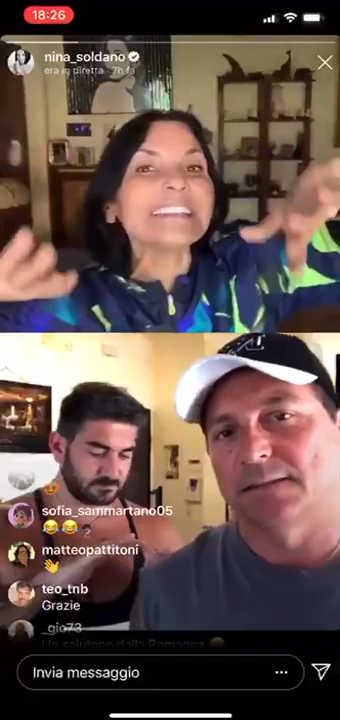 18:26
nina_soldano
era in diretta 7h fa
sofia_sammartano05
😂😂
matteopattitoni
👋
teo_tnb
Grazie
_gio73
Un salutone dalla Romagna
Invia messaggio